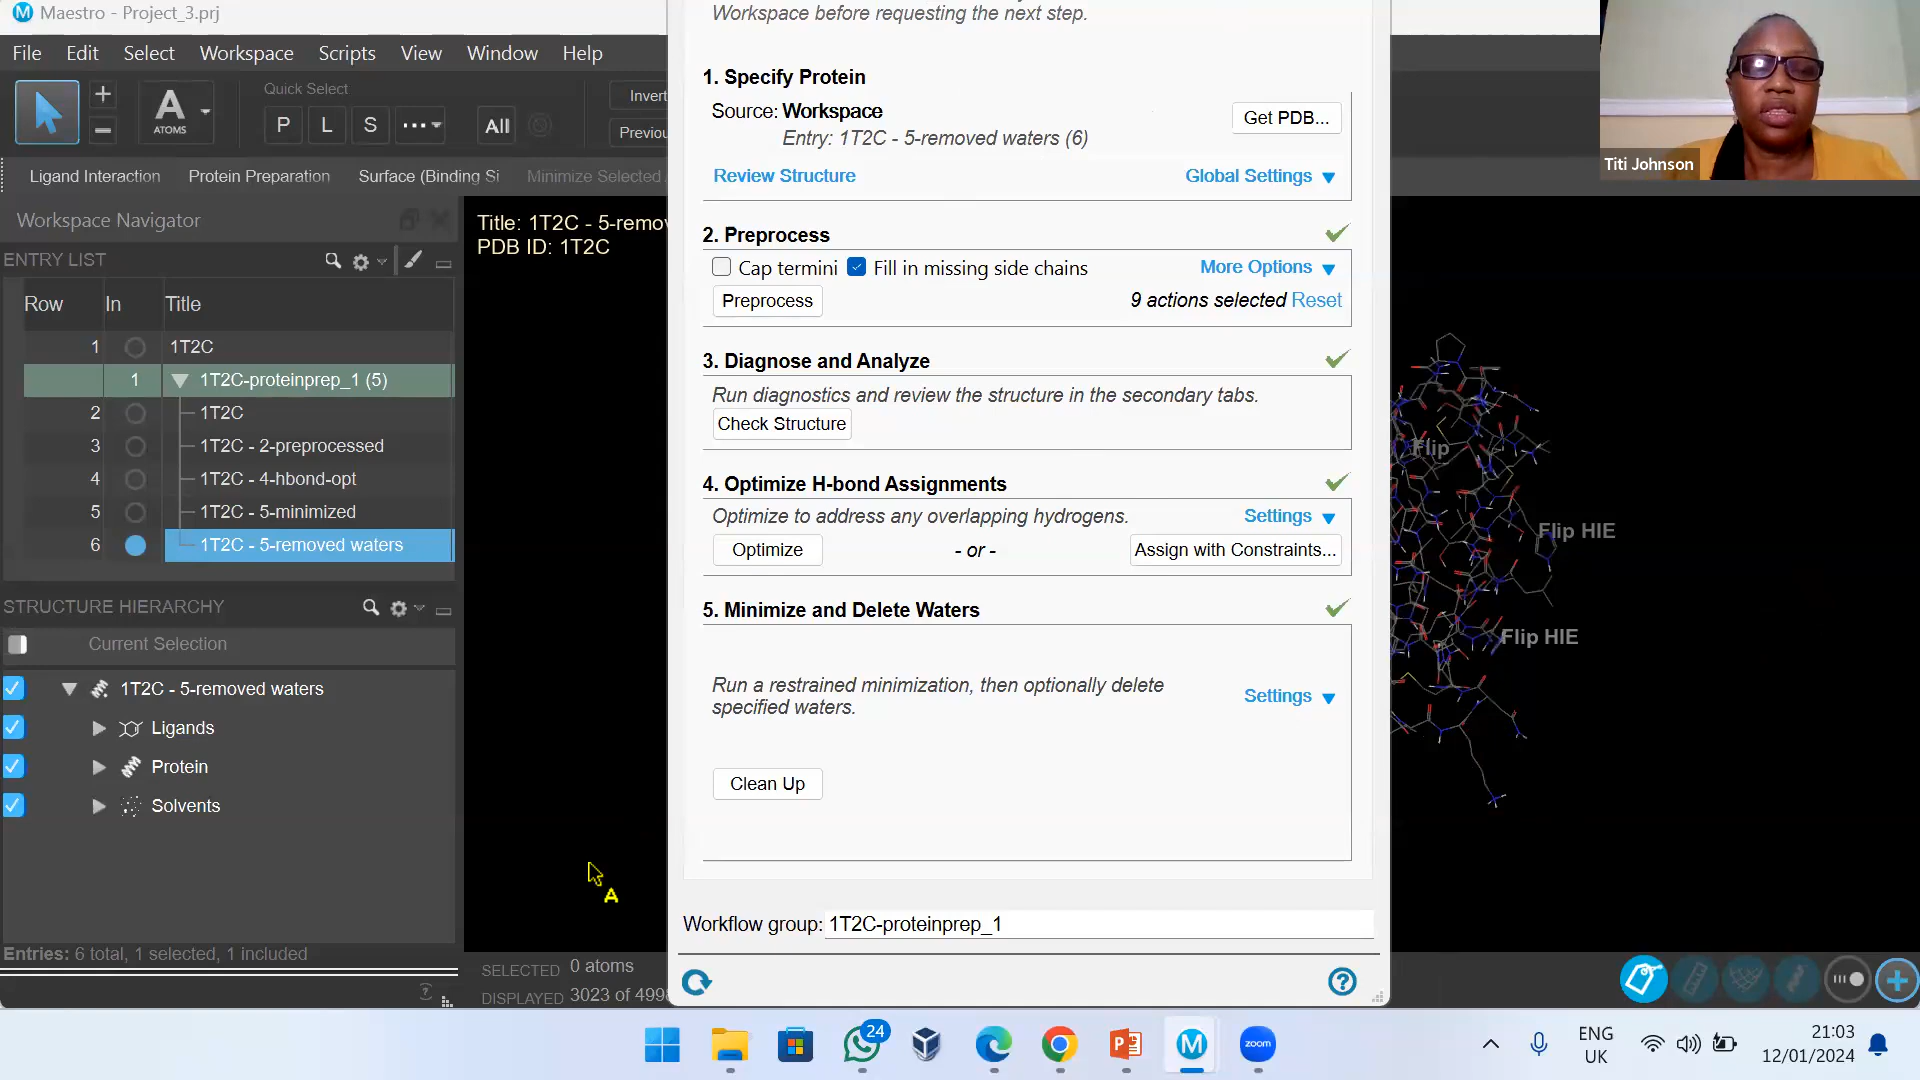 Maestro - Project_3.prj
Workspace before requesting the next step.
File Edit Select Workspace Scripts View Window Help
Quick Select
ATOMS
P L S All
Invert
Previou
Ligand Interaction Protein Preparation Surface (Binding Si Minimize Selected
Workspace Navigator
ENTRY LIST
Row In Title
1 1T2C
1 1T2C-proteinprep_1 (5)
2 1T2C
3 1T2C - 2-preprocessed
4 1T2C - 4-hbond-opt
5 1T2C - 5-minimized
6 1T2C - 5-removed waters
STRUCTURE HIERARCHY
Current Selection
1T2C - 5-removed waters
Ligands
Protein
Solvents
Entries: 6 total, 1 selected, 1 included
Title: 1T2C - 5-remov
PDB ID: 1T2C
A
SELECTED 0 atoms
DISPLAYED 3023 of 4998
1. Specify Protein
Source: Workspace
Get PDB...
Entry: 1T2C - 5-removed waters (6)
Review Structure Global Settings
2. Preprocess
Cap termini Fill in missing side chains More Options
Preprocess 9 actions selected Reset
3. Diagnose and Analyze
Run diagnostics and review the structure in the secondary tabs.
Check Structure
4. Optimize H-bond Assignments
Optimize to address any overlapping hydrogens. Settings
Optimize - or - Assign with Constraints...
5. Minimize and Delete Waters
Run a restrained minimization, then optionally delete
specified waters.
Settings
Clean Up
Workflow group: 1T2C-proteinprep_1
Flip
Flip HIE
Flip HIE
Titi Johnson
24
zoom
ENG
UK
21:03
12/01/2024